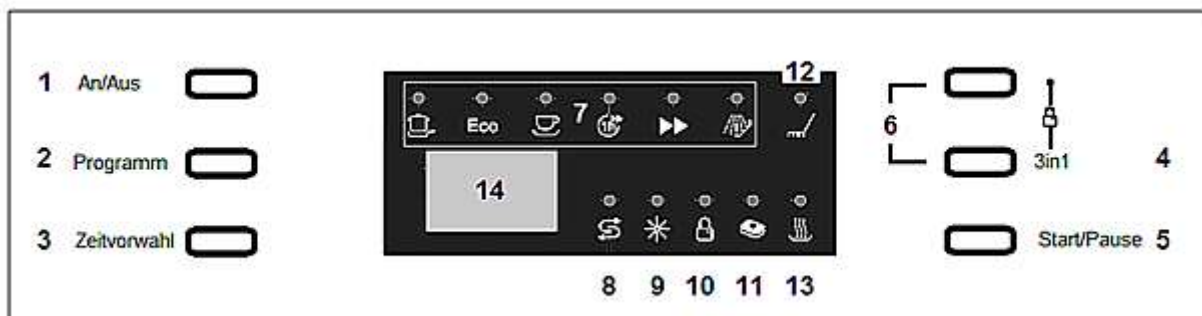 12
1 An/Aus
Eco 7 1h 6
2 Programm 3in1 4
14
3 Zeitvorwahl Start/Pause 5
8 9 10 11 13